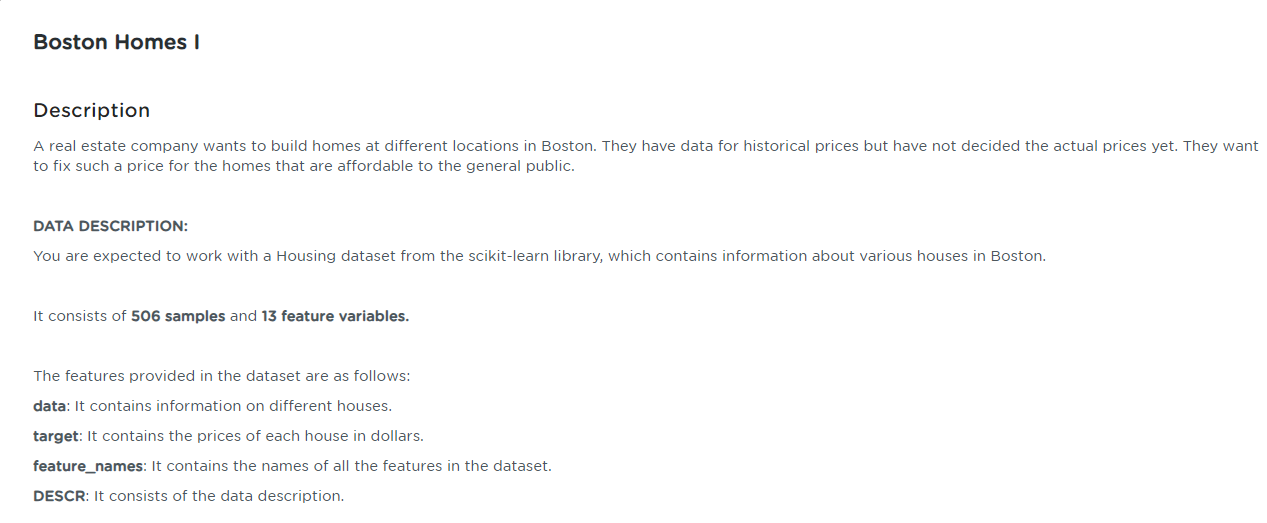 Boston Homes I
Description
A real estate company wants to build homes at different locations in Boston. They have data for historical prices but have not decided the actual prices yet. They want
to fix such a price for the homes that are affordable to the general public.
DATA DESCRIPTION:
You are expected to work with a Housing dataset from the scikit-learn library, which contains information about various houses in Boston.
It consists of 506 samples and 13 feature variables.
The features provided in the dataset are as follows:
data: It contains information on different houses.
target: It contains the prices of each house in dollars.
feature_names: It contains the names of all the features in the dataset.
DESCR: It consists of the data description.